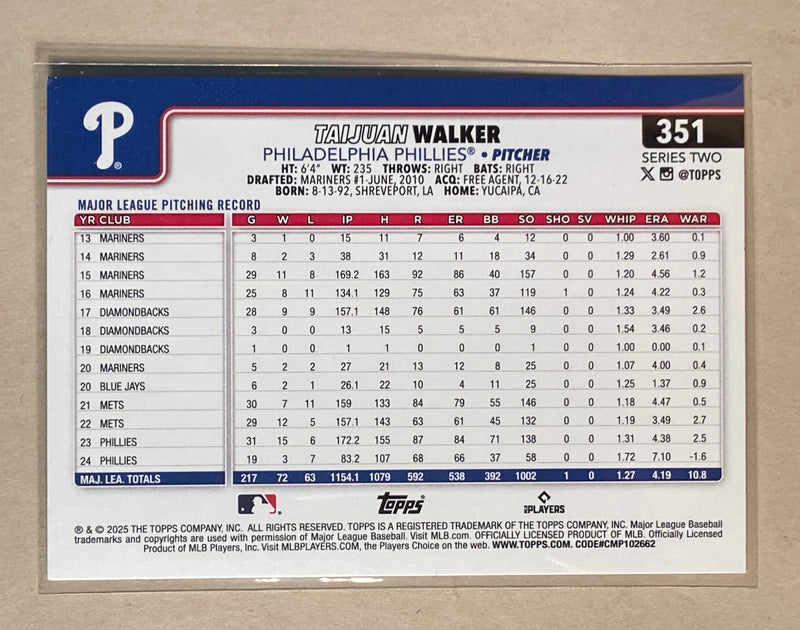 P®
TAIJUAN WALKER
351
PHILADELPHIA PHILLIES® • PITCHER
SERIES TWO
HT: 6'4" WT: 235 THROWS: RIGHT BATS: RIGHT
@TOPPS
DRAFTED: MARINERS #1-JUNE, 2010 ACQ: FREE AGENT, 12-16-22
BORN: 8-13-92, SHREVEPORT, LA HOME: YUCAIPA, CA
MAJOR LEAGUE PITCHING RECORD
YR CLUB G W L IP H R ER BB SO SHO SV WHIP ERA WAR
13 MARINERS 3 1 0 15 11 7 6 4 12 0 0 1.00 3.60 0.1
14 MARINERS 8 2 3 38 31 12 11 18 34 0 0 1.29 2.61 0.9
15 MARINERS 29 11 8 169.2 163 92 86 40 157 0 0 1.20 4.56 1.2
16 MARINERS 25 8 11 134.1 129 75 63 37 119 1 0 1.24 4.22 0.3
17 DIAMONDBACKS 28 9 9 157.1 148 76 61 61 146 0 0 1.33 3.49 2.6
18 DIAMONDBACKS 3 0 0 13 15 5 5 5 9 0 0 1.54 3.46 0.2
19 DIAMONDBACKS 1 0 0 1 1 0 0 0 1 0 0 1.00 0.00 0.1
20 MARINERS 5 2 2 27 21 13 12 8 25 0 0 1.07 4.00 0.4
20 BLUE JAYS 6 2 1 26.1 22 10 4 11 25 0 0 1.25 1.37 0.9
21 METS 30 7 11 159 133 84 79 55 146 0 0 1.18 4.47 0.5
22 METS 29 12 5 157.1 143 63 61 45 132 0 0 1.19 3.49 2.7
23 PHILLIES 31 15 6 172.2 155 87 84 71 138 0 0 1.31 4.38 2.5
24 PHILLIES 19 3 7 83.2 107 68 66 37 58 0 0 1.72 7.10 -1.6
MAJ. LEA. TOTALS 217 72 63 1154.1 1079 592 538 392 1002 1 0 1.27 4.19 10.8
Topps® MLB PLAYERS
® & © 2025 THE TOPPS COMPANY, INC. ALL RIGHTS RESERVED. TOPPS IS A REGISTERED TRADEMARK OF THE TOPPS COMPANY, INC. Major League Baseball
trademarks and copyrights are used with permission of Major League Baseball. Visit MLB.com. OFFICIALLY LICENSED PRODUCT OF MLB. Officially Licensed
Product of MLB Players, Inc. Visit MLBPLAYERS.COM, the Players Choice on the web. WWW.TOPPS.COM. CODE#CMP102662